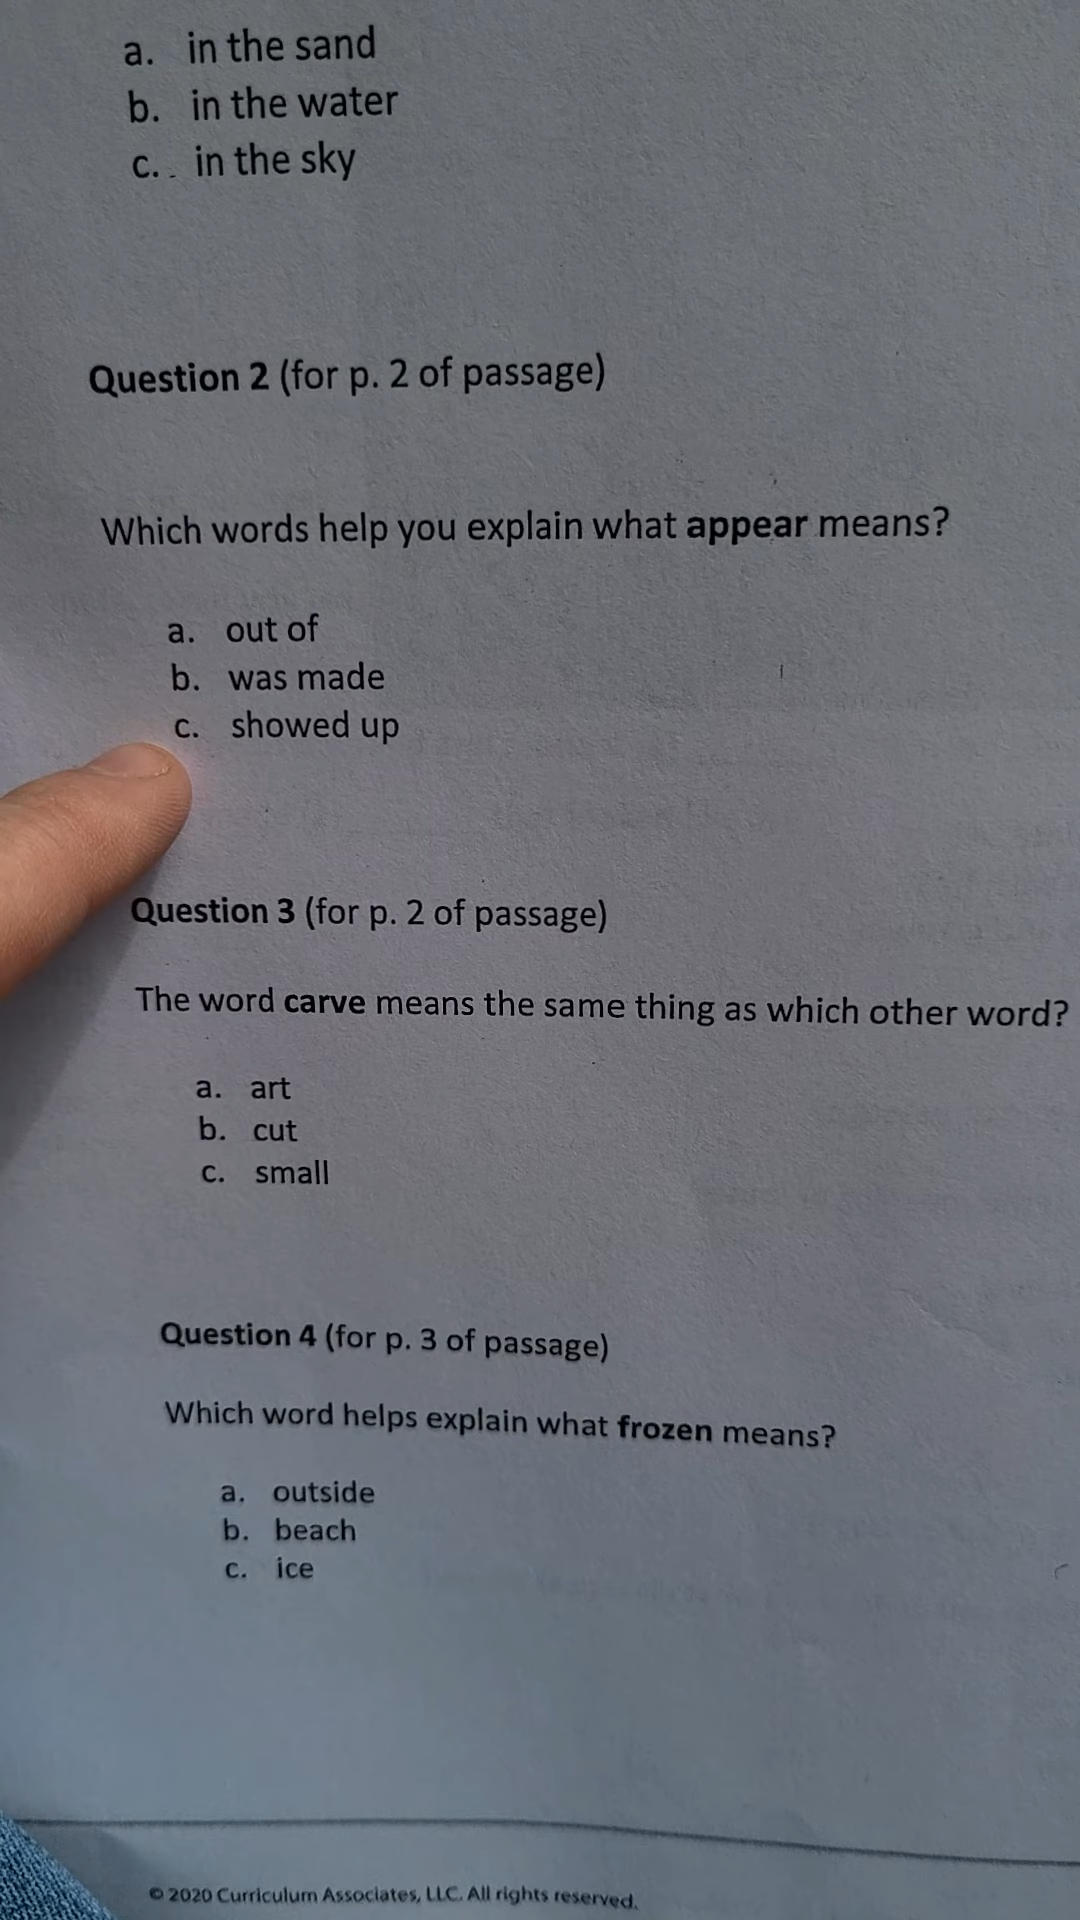 a. in the sand
b. in the water
c. in the sky
Question 2 (for p. 2 of passage)
Which words help you explain what appear means?
a. out of
b. was made
c. showed up
Question 3 (for p. 2 of passage)
The word carve means the same thing as which other word?
a. art
b. cut
c. small
Question 4 (for p. 3 of passage)
Which word helps explain what frozen means?
a. outside
b. beach
c. ice
© 2020 Curriculum Associates, LLC. All rights reserved.